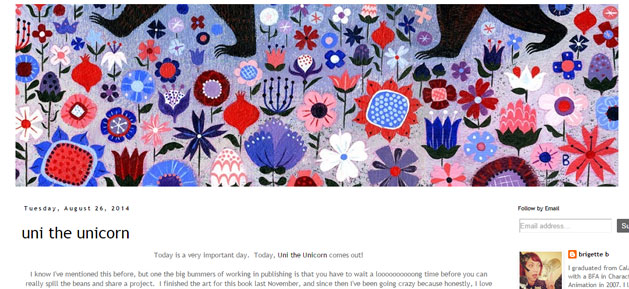 Tuesday, August 26, 2014
Follow by Email
Email address...
uni the unicorn
Today is a very important day.  Today, Uni the Unicorn comes out!
brigette b
I graduated from
with a BFA in
Animation in 2007. I
I know I've mentioned this before, but one the big bummers of working in publishing is that you have to wait a looooooooong time before you can
really spill the beans and share a project.  I finished the art for this book last November, and since then I've been going crazy because honestly, I love
B